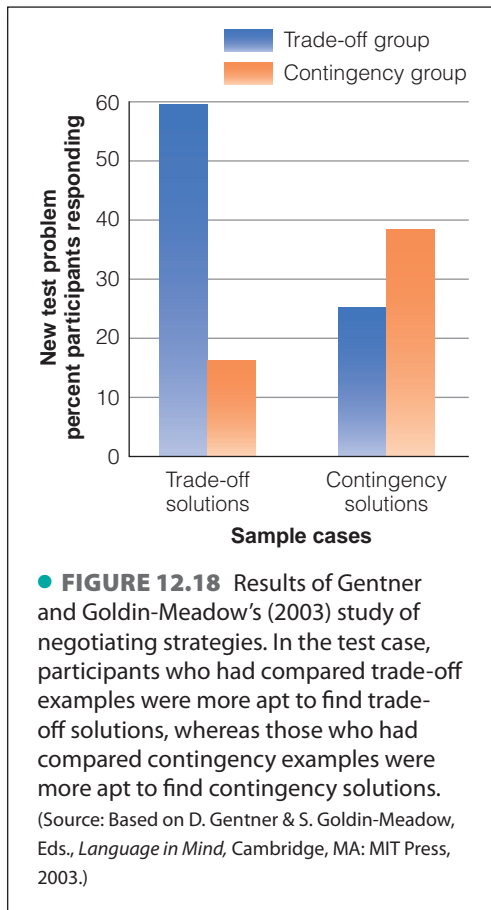 Trade-off group
Contingency group
New test problem
percent participants responding
60
50
40
30
20
10
0
Trade-off
solutions
Contingency
solutions
Sample cases
● FIGURE 12.18 Results of Gentner
and Goldin-Meadow’s (2003) study of
negotiating strategies. In the test case,
participants who had compared trade-off
examples were more apt to find trade-
off solutions, whereas those who had
compared contingency examples were
more apt to find contingency solutions.
(Source: Based on D. Gentner & S. Goldin-Meadow,
Eds., Language in Mind, Cambridge, MA: MIT Press,
2003.)